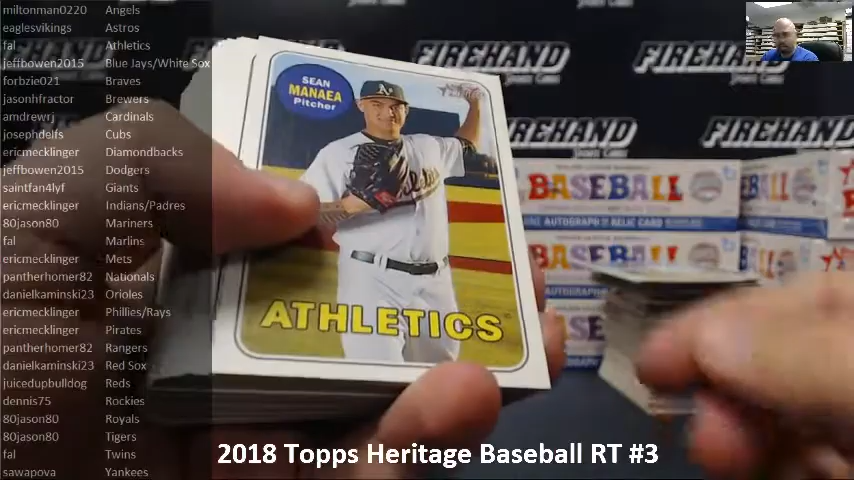 miltonman0220 Angels
eaglesvikings Astros
fal Athletics
jeffbowen2015 Blue Jays/White Sox
forbzie021 Braves
jasonhfractor Brewers
amdrewrj Cardinals
josephdelfs Cubs
ericmecklinger Diamondbacks
jeffbowen2015 Dodgers
saintfan4lyf Giants
ericmecklinger Indians/Padres
80jason80 Mariners
fal Marlins
ericmecklinger Mets
pantherhomer82 Nationals
danielkaminski23 Orioles
ericmecklinger Phillies/Rays
ericmecklinger Pirates
pantherhomer82 Rangers
danielkaminski23 Red Sox
juicedupbulldog Reds
dennis75 Rockies
80jason80 Royals
80jason80 Tigers
fal Twins
sawapova Yankees
SEAN
MANAEA
Pitcher
ATHLETICS
FIREHAND
FIREHAND
FIREHAND
FIREHAND
BASEBALL
AUTOGRAPH OR RELIC CARD
BASEBALL
2018 Topps Heritage Baseball RT #3